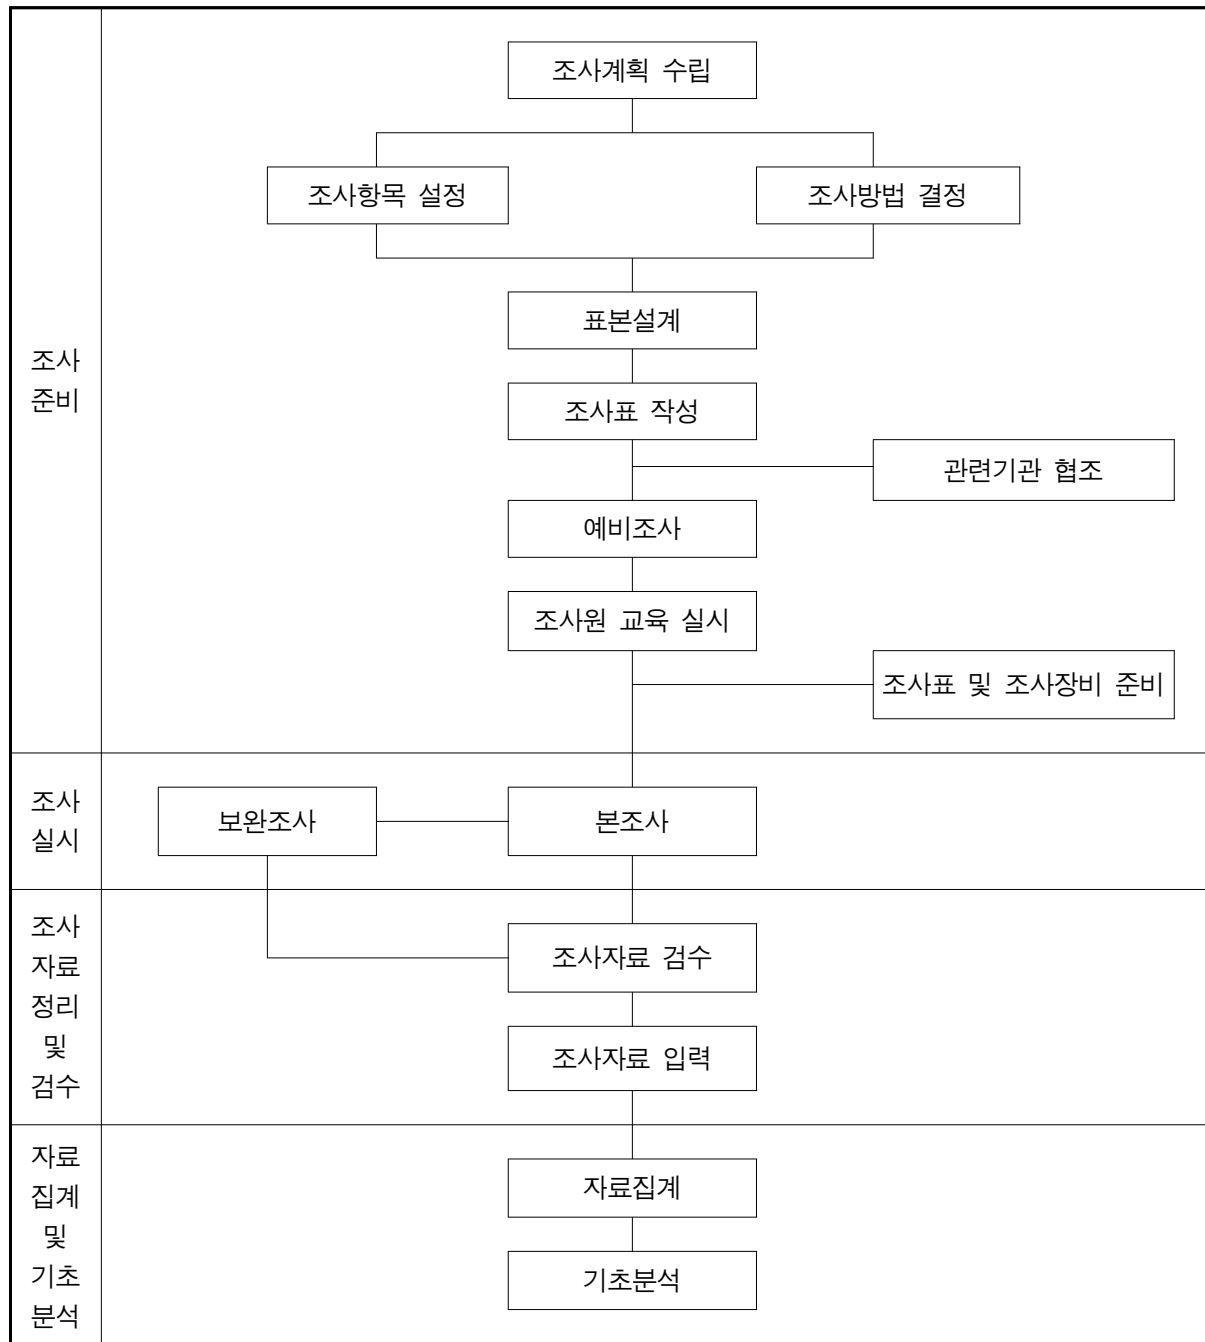 조사계획 수립
조사항목 설정
조사방법 결정
표본설계
조사
준비
조사표 작성
관련기관 협조
예비조사
조사원 교육 실시
조사표 및 조사장비 준비
조사
실시
보완조사
본조사
조사
자료
정리
및
검수
조사자료 검수
조사자료 입력
자료
집계
및
기초
분석
자료집계
기초분석